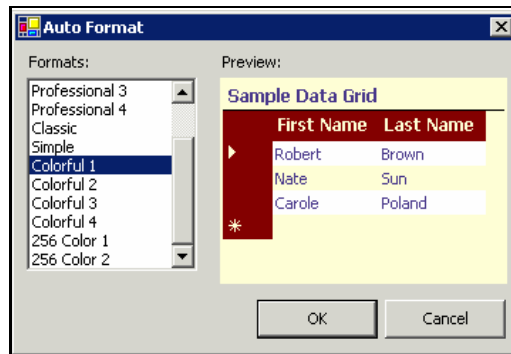 Auto Format
Formats:
Preview:
Professional 3
Professional 4
Classic
Simple
Colorful 1
Colorful 2
Colorful 3
Colorful 4
256 Color 1
256 Color 2
Sample Data Grid
First Name Last Name
Robert Brown
Nate Sun
Carole Poland
OK
Cancel